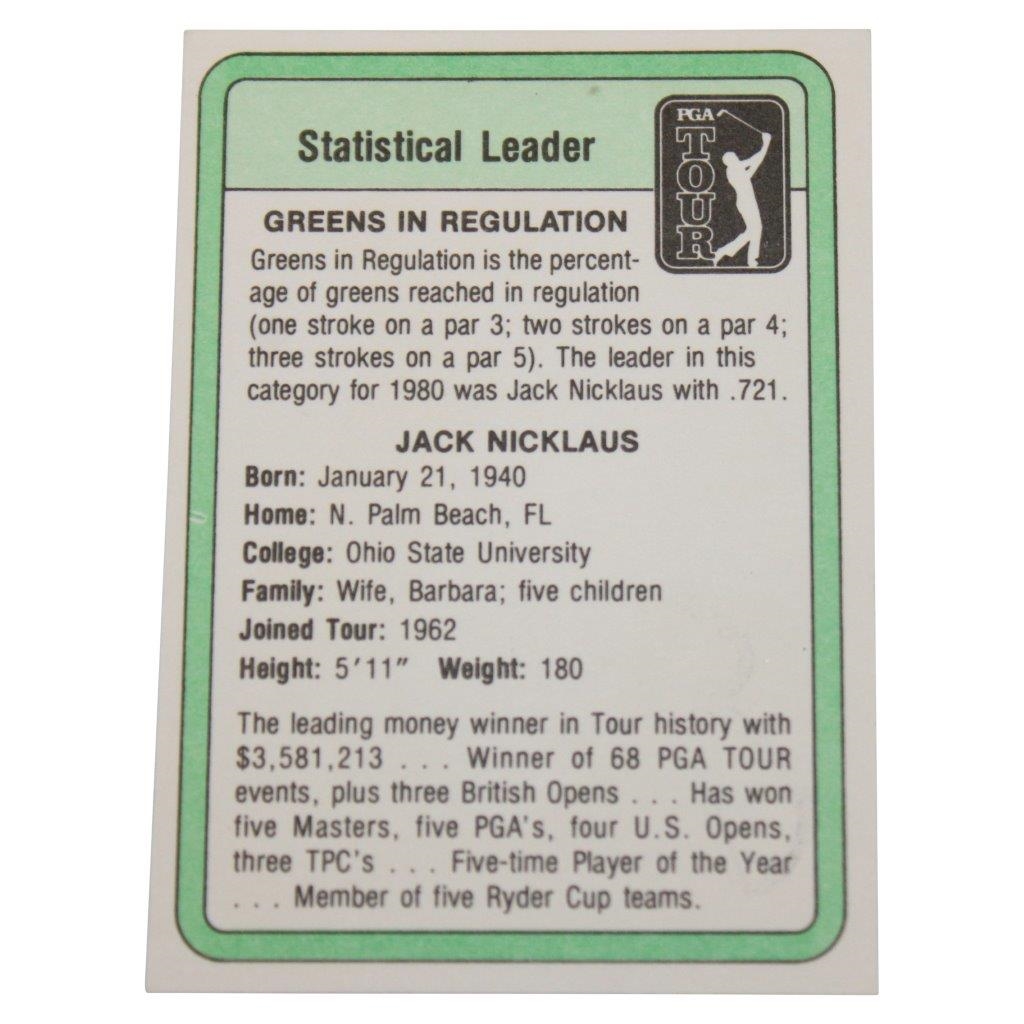 Statistical Leader
PGA
TOUR
GREENS IN REGULATION
Greens in Regulation is the percent-
age of greens reached in regulation
(one stroke on a par 3; two strokes on a par 4;
three strokes on a par 5). The leader in this
category for 1980 was Jack Nicklaus with .721.
JACK NICKLAUS
Born: January 21, 1940
Home: N. Palm Beach, FL
College: Ohio State University
Family: Wife, Barbara; five children
Joined Tour: 1962
Height: 5'11" Weight: 180
The leading money winner in Tour history with
$3,581,213 . . . Winner of 68 PGA TOUR
events, plus three British Opens . . . Has won
five Masters, five PGA's, four U.S. Opens,
three TPC's . . . Five-time Player of the Year
. . . Member of five Ryder Cup teams.